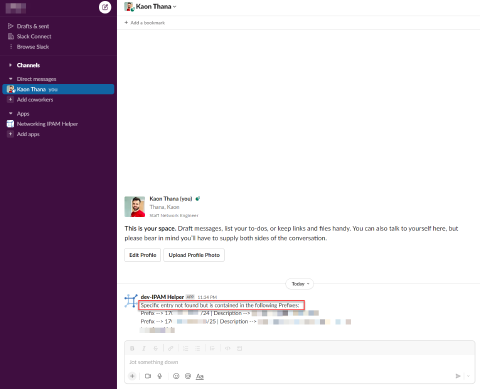 Kaon Thana
+ Add a bookmark
Drafts & sent
Slack Connect
Browse Slack
Channels
Direct messages
Kaon Thana you
Add coworkers
Apps
Networking IPAM Helper
Add apps
Kaon Thana (you)
Thana, Kaon
Staff Network Engineer
This is your space. Draft messages, list your to-dos, or keep links and files handy. You can also talk to yourself here, but
please bear in mind you'll have to supply both sides of the conversation.
Edit Profile
Upload Profile Photo
Today
dev-IPAM Helper APP 11:24 PM
Specific entry not found but is contained in the following Prefixes:
Prefix --> 17 /24 | Description -->
Prefix --> 17 /25 | Description -->
Jot something down
Aa